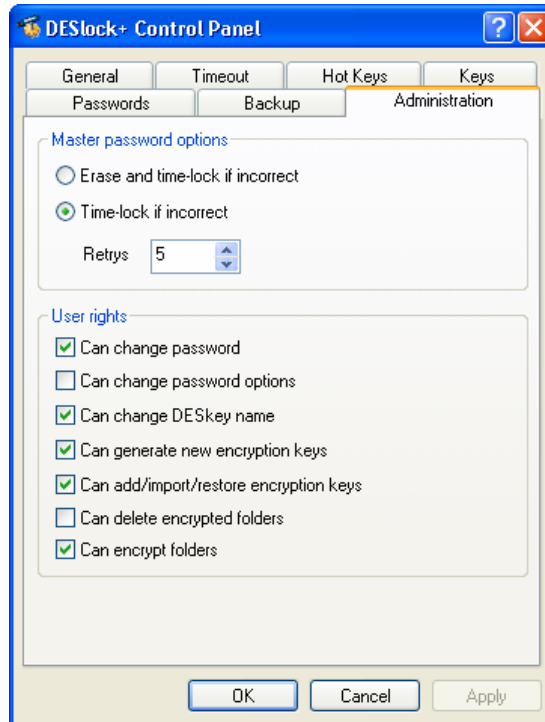 DESlock+ Control Panel
General Timeout Hot Keys Keys
Passwords Backup Administration
Master password options
Erase and time-lock if incorrect
Time-lock if incorrect
Retrys 5
User rights
Can change password
Can change password options
Can change DESkey name
Can generate new encryption keys
Can add/import/restore encryption keys
Can delete encrypted folders
Can encrypt folders
OK Cancel Apply